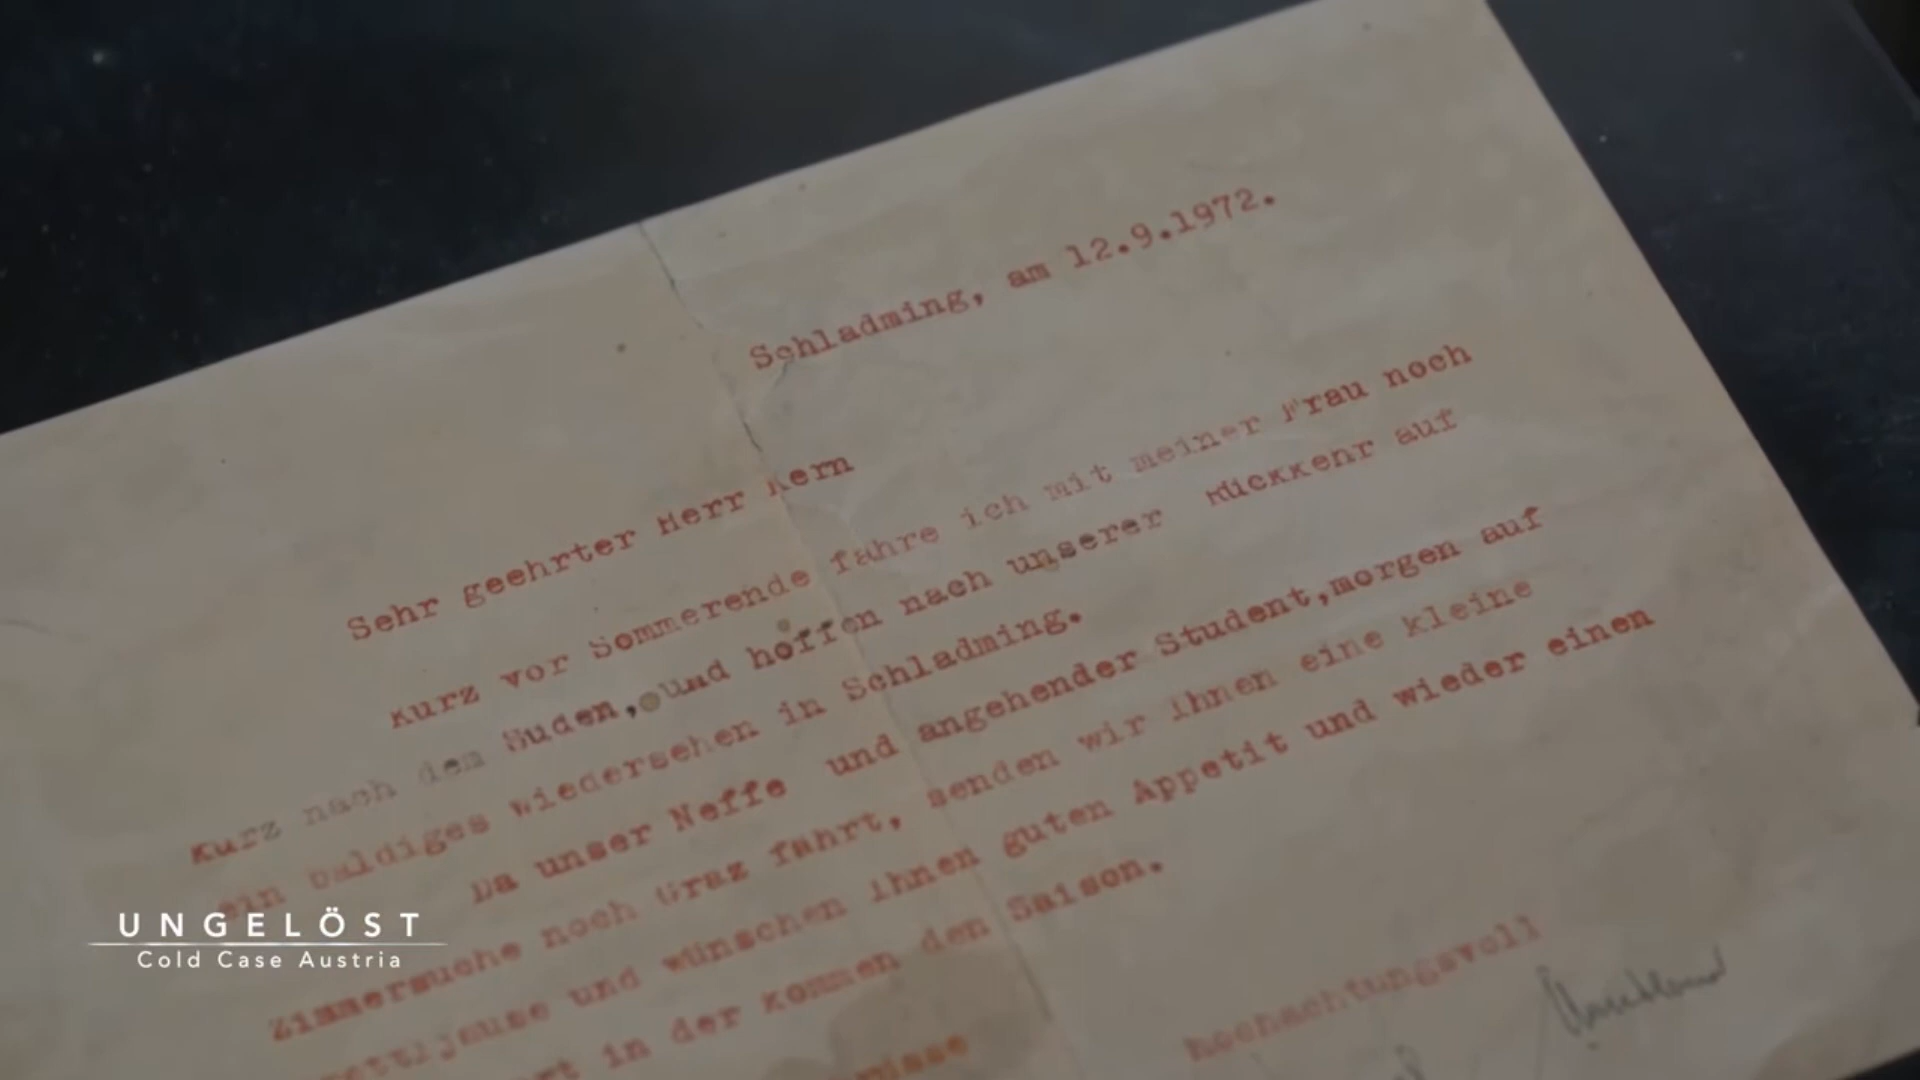 Schladming, am 12.9.1972.
Sehr geehrter Herr Kern
Kurz vor Sommerende fahre ich mit meiner Frau noch
Kurz nach dem Süden, und hoffen nach unserer Rückkehr auf
ein baldiges wiedersehen in Schladming.
Da unser Neffe und angehender Student,morgen auf
Zimmersuche noch Graz fährt, senden wir Ihnen eine kleine
und wünschen Ihnen guten Appetit und wieder einen
in der kommen den Saison.
hochachtungsvoll
UNGELÖST
Cold Case Austria